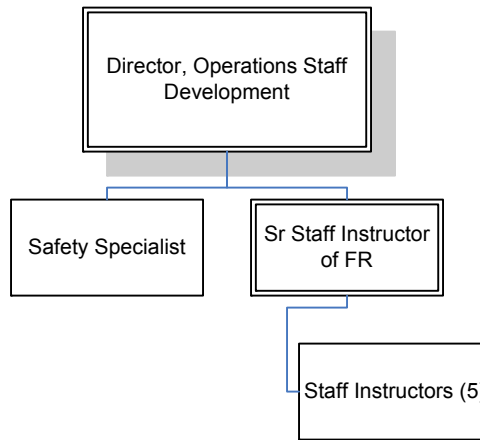 Director, Operations Staff
Development
Safety Specialist
Sr Staff Instructor
of FR
Staff Instructors (5)